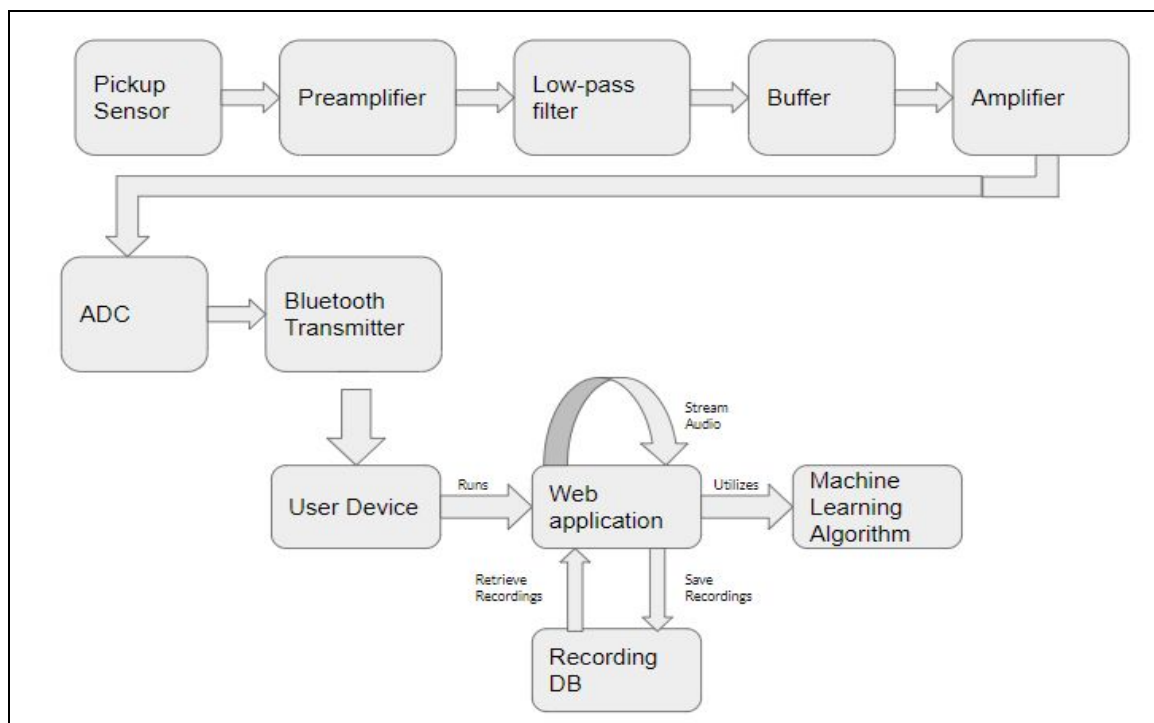 Pickup
Sensor
Preamplifier
Low-pass
filter
Buffer
Amplifier
ADC
Bluetooth
Transmitter
Stream
Audio
User Device
Runs
Web
application
Utilizes
Machine
Learning
Algorithm
Retrieve
Recordings
Save
Recordings
Recording
DB